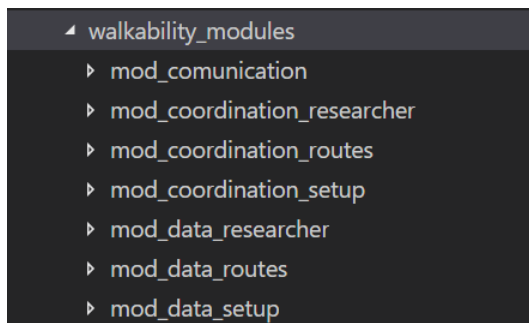 walkability_modules
mod_comunication
mod_coordination_researcher
mod_coordination_routes
mod_coordination_setup
mod_data_researcher
mod_data_routes
mod_data_setup